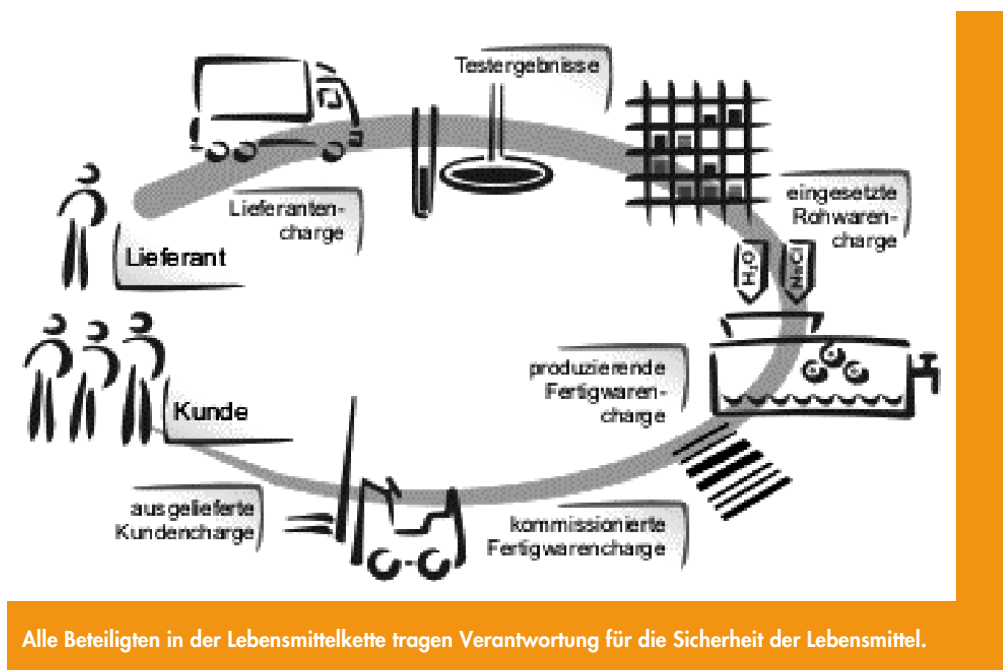 Testergebnisse
Lieferanten-
charge
Lieferant
eingesetzte
Rohwaren-
charge
H₂O
NaCl
produzierende
Fertigwaren-
charge
Kunde
ausgelieferte
Kundencharge
kommissionierte
Fertigwarencharge
Alle Beteiligten in der Lebensmittelkette tragen Verantwortung für die Sicherheit der Lebensmittel.